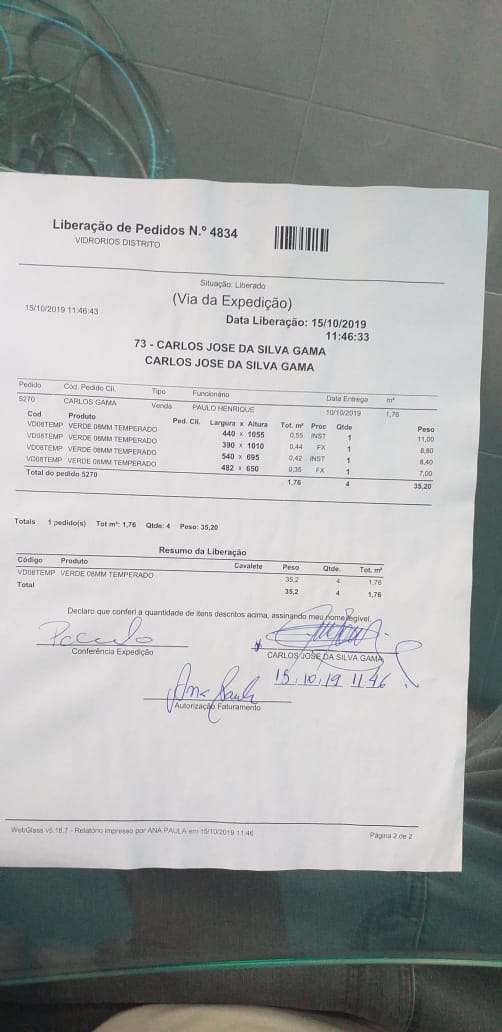 Liberação de Pedidos N.º 4834
VIDRORIOS DISTRITO
Situação: Liberado
(Via da Expedição)
15/10/2019 11:46:43
Data Liberação: 15/10/2019
11:46:33
73 - CARLOS JOSE DA SILVA GAMA
CARLOS JOSE DA SILVA GAMA
Pedido Cód. Pedido Cli. Tipo Funcionário Data Entrega m²
5270 CARLOS GAMA Venda PAULO HENRIQUE 10/10/2019 1,76
Cod Produto Ped. Cli. Largura x Altura Tot. m² Proc Qtde Peso
VD08TEMP VERDE 08MM TEMPERADO 440 x 1055 0,55 INST 1 11,00
VD08TEMP VERDE 08MM TEMPERADO 390 x 1010 0,44 FX 1 8,80
VD08TEMP VERDE 08MM TEMPERADO 540 x 695 0,42 INST 1 8,40
VD08TEMP VERDE 08MM TEMPERADO 482 x 650 0,35 FX 1 7,00
Total do pedido 5270 1,76 4 35,20
Totais 1 pedido(s) Tot m²: 1,76 Qtde: 4 Peso: 35,20
Resumo da Liberação
Código Produto Cavalete Peso Qtde. Tot. m²
VD08TEMP VERDE 08MM TEMPERADO 35,2 4 1,76
Total 35,2 4 1,76
Declaro que conferi a quantidade de itens descritos acima, assinando meu nome legível.
Conferência Expedição
CARLOS JOSE DA SILVA GAMA
15.10.19 11:46
Ana Paula
Autorização Faturamento
WebGlass v5.18.7 - Relatório impresso por ANA PAULA em 15/10/2019 11:46
Página 2 de 2